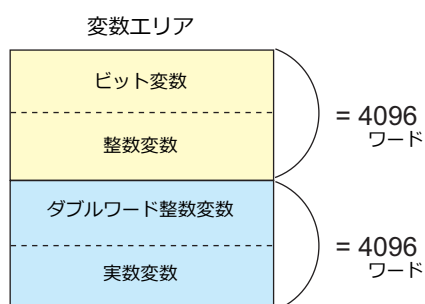 変数エリア
ビット変数
整数変数
= 4096
ワード
ダブルワード整数変数
実数変数
= 4096
ワード